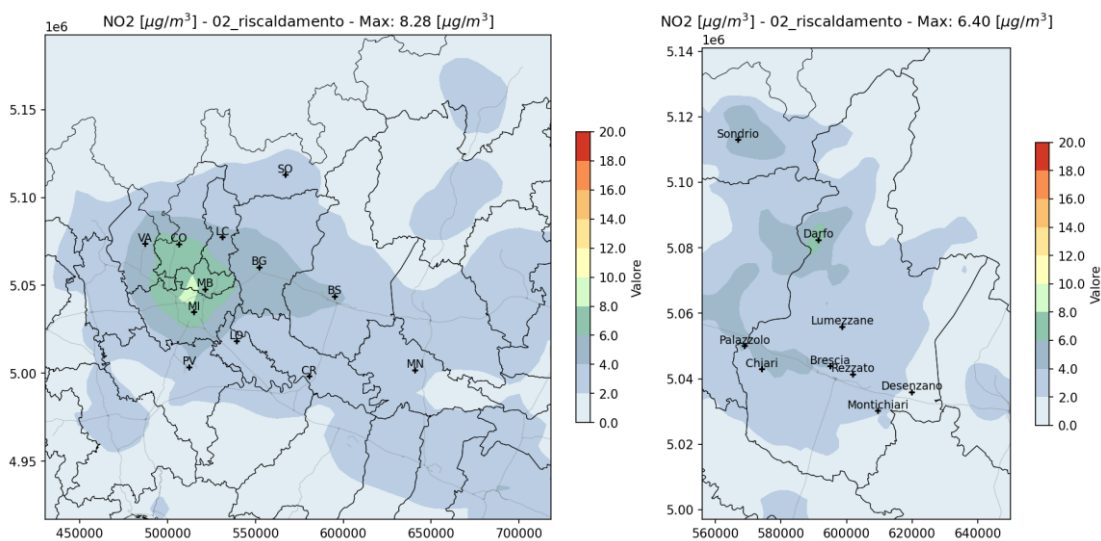 NO2 [μg/m³] - 02_riscaldamento - Max: 8.28 [μg/m³]
1e6
5.15
5.10
5.05
5.00
4.95
450000
500000
550000
600000
650000
700000
SO
VA
CO
LC
BG
MB
MI
BS
LO
PV
CR
MN
20.0
18.0
16.0
14.0
12.0
10.0
8.0
6.0
4.0
2.0
0.0
Valore
NO2 [μg/m³] - 02_riscaldamento - Max: 6.40 [μg/m³]
1e6
5.14
5.12
5.10
5.08
5.06
5.04
5.02
5.00
560000
580000
600000
620000
640000
Sondrio
Darfo
Lumezzane
Palazzolo
Chiari
Brescia
Rezzato
Desenzano
Montichiari
20.0
18.0
16.0
14.0
12.0
10.0
8.0
6.0
4.0
2.0
0.0
Valore